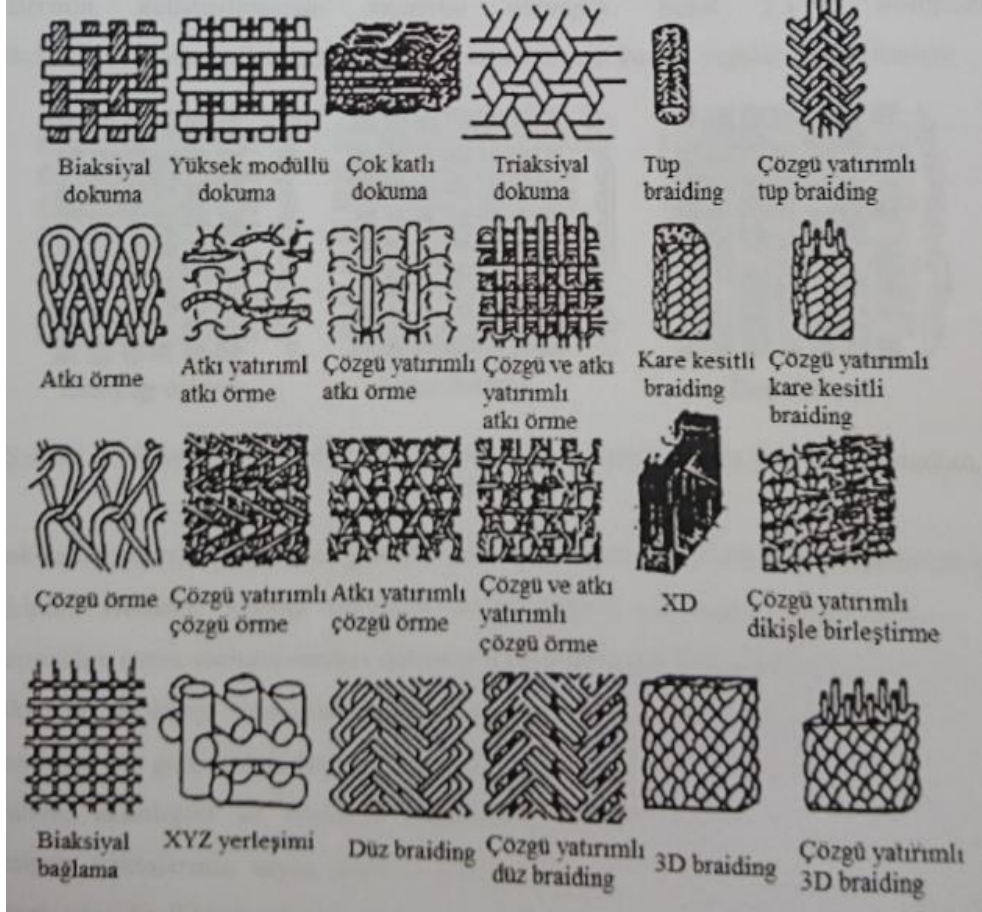 Biaksiyal
dokuma
Yüksek modüllü
dokuma
Çok katlı
dokuma
Triaksiyal
dokuma
Tüp
braiding
Çözgü yatırımlı
tüp braiding
Atkı örme
Atkı yatırıml
atkı örme
Çözgü yatırımlı
atkı örme
Çözgü ve atkı
yatırımlı
atkı örme
Kare kesitli
braiding
Çözgü yatırımlı
kare kesitli
braiding
Çözgü örme
Çözgü yatırımlı
çözgü örme
Atkı yatırımlı
çözgü örme
Çözgü ve atkı
yatırımlı
çözgü örme
XD
Çözgü yatırımlı
dikişle birleştirme
Biaksiyal
bağlama
XYZ yerleşimi
Düz braiding
Çözgü yatırımlı
düz braiding
3D braiding
Çözgü yatırımlı
3D braiding